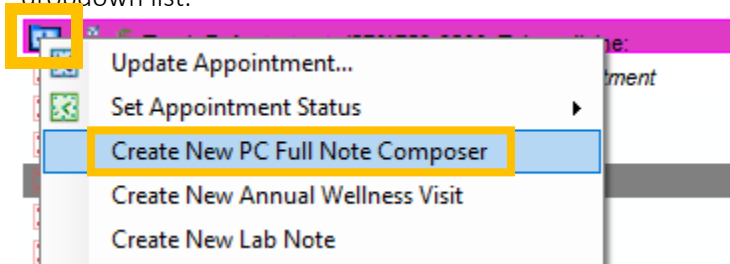 dropdown list.
ne:
Update Appointment...
tment
Set Appointment Status
Create New PC Full Note Composer
Create New Annual Wellness Visit
Create New Lab Note